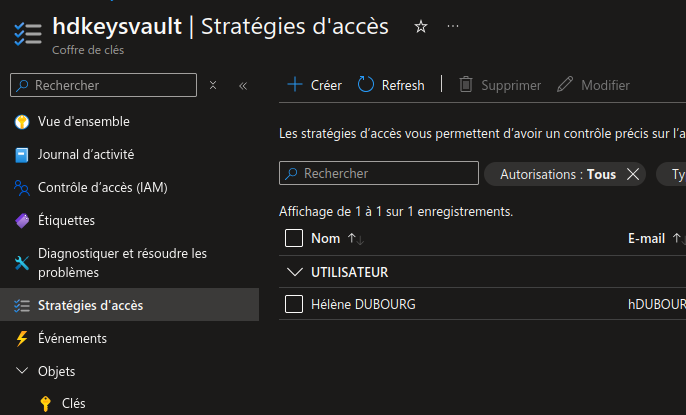 hdkeysvault | Stratégies d'accès
Coffre de clés
Rechercher
Créer
Refresh
Supprimer
Modifier
Vue d'ensemble
Journal d'activité
Contrôle d'accès (IAM)
Étiquettes
Diagnostiquer et résoudre les
problèmes
Stratégies d'accès
Événements
Objets
Clés
Les stratégies d'accès vous permettent d'avoir un contrôle précis sur l'a
Rechercher
Autorisations : Tous
Ty
Affichage de 1 à 1 sur 1 enregistrements.
Nom
E-mail
UTILISATEUR
Hélène DUBOURG
hDUBOUR